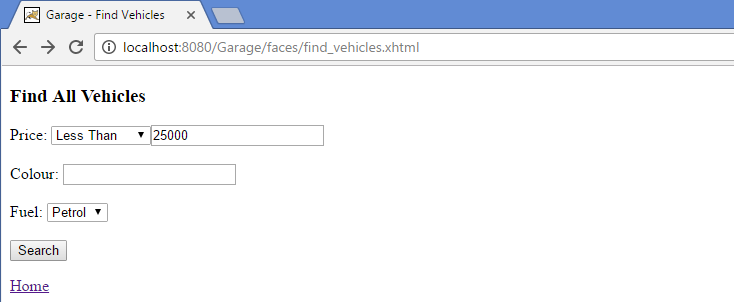 Garage - Find Vehicles
localhost:8080/Garage/faces/find_vehicles.xhtml
Find All Vehicles
Price: Less Than 25000
Colour:
Fuel: Petrol
Search
Home